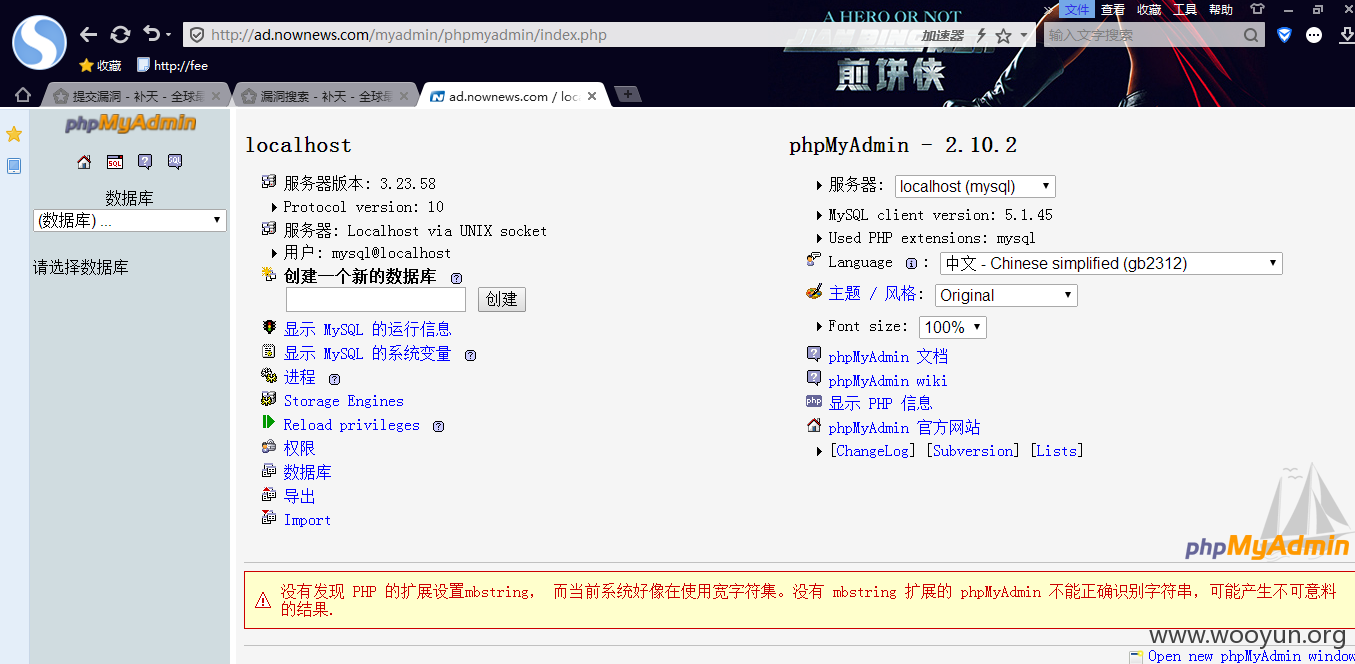 A HERO OR NOT
文件 查看 收藏 工具 帮助
http://ad.nownews.com/myadmin/phpmyadmin/index.php
加速器
输入文字搜索
煎饼侠
收藏 http://fee
提交漏洞 - 补天 - 全球最
漏洞搜索 - 补天 - 全球最
ad.nownews.com / loc
phpMyAdmin
SQL
数据库
(数据库) ...
请选择数据库
localhost
服务器版本: 3.23.58
Protocol version: 10
服务器: Localhost via UNIX socket
用户: mysql@localhost
创建一个新的数据库
创建
显示 MySQL 的运行信息
显示 MySQL 的系统变量
进程
Storage Engines
Reload privileges
权限
数据库
导出
Import
phpMyAdmin - 2.10.2
服务器: localhost (mysql)
MySQL client version: 5.1.45
Used PHP extensions: mysql
Language : 中文 - Chinese simplified (gb2312)
主题 / 风格: Original
Font size: 100%
phpMyAdmin 文档
phpMyAdmin wiki
php 显示 PHP 信息
phpMyAdmin 官方网站
[ChangeLog] [Subversion] [Lists]
phpMyAdmin
没有发现 PHP 的扩展设置mbstring, 而当前系统好像在使用宽字符集。没有 mbstring 扩展的 phpMyAdmin 不能正确识别字符串，可能产生不可意料
的结果.
www.wooyun.org
Open new phpMyAdmin window